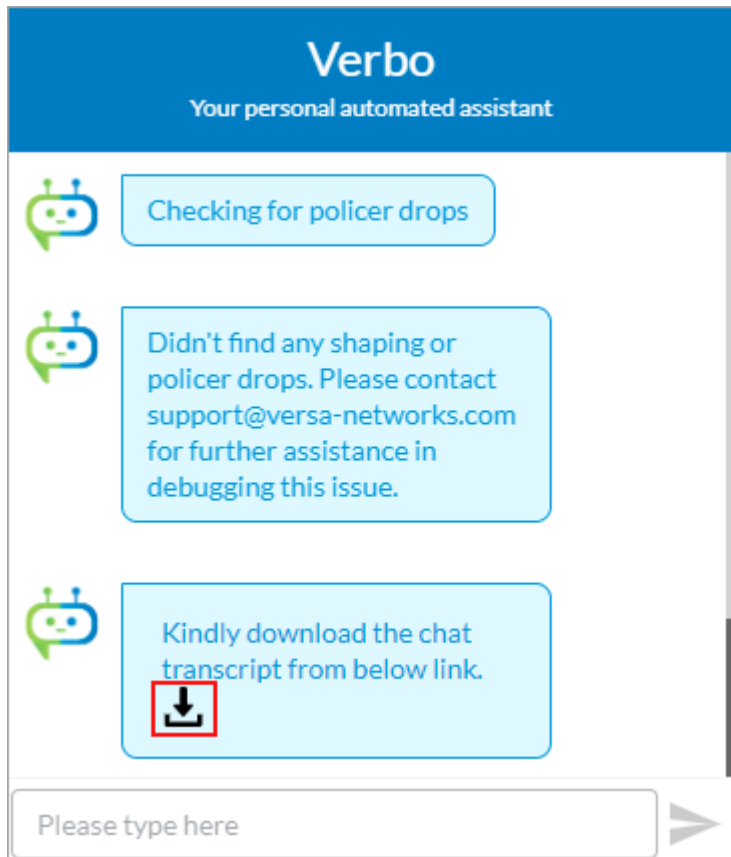 Verbo
Your personal automated assistant
Checking for policer drops
Didn't find any shaping or
policer drops. Please contact
support@versa-networks.com
for further assistance in
debugging this issue.
Kindly download the chat
transcript from below link.
Please type here